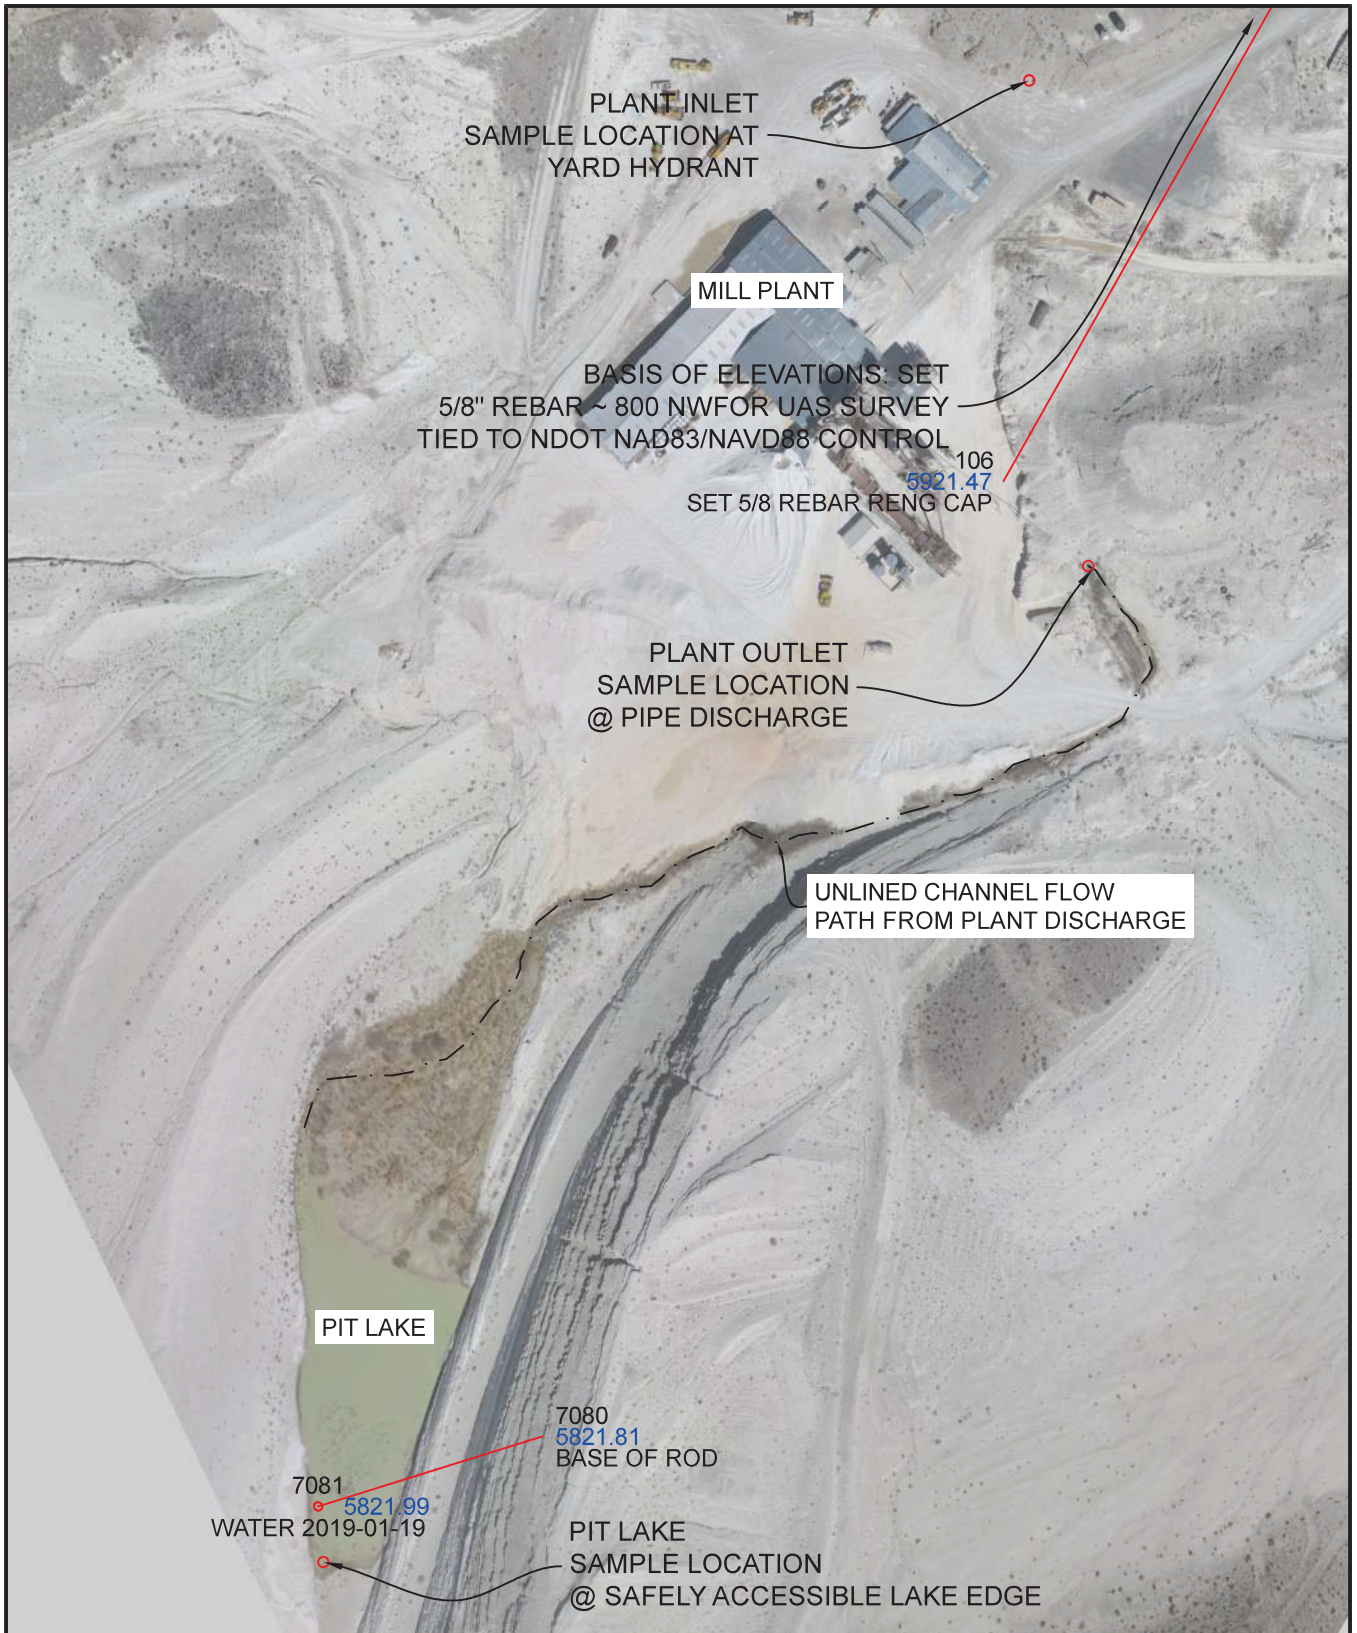 PLANT INLET
SAMPLE LOCATION AT
YARD HYDRANT
MILL PLANT
BASIS OF ELEVATIONS: SET
5/8" REBAR ~ 800 NWFOR UAS SURVEY
TIED TO NDOT NAD83/NAVD88 CONTROL
106
5921.47
SET 5/8 REBAR RENG CAP
PLANT OUTLET
SAMPLE LOCATION
@ PIPE DISCHARGE
UNLINED CHANNEL FLOW
PATH FROM PLANT DISCHARGE
PIT LAKE
7080
5821.81
BASE OF ROD
7081
5821.99
WATER 2019-01-19
PIT LAKE
SAMPLE LOCATION
@ SAFELY ACCESSIBLE LAKE EDGE